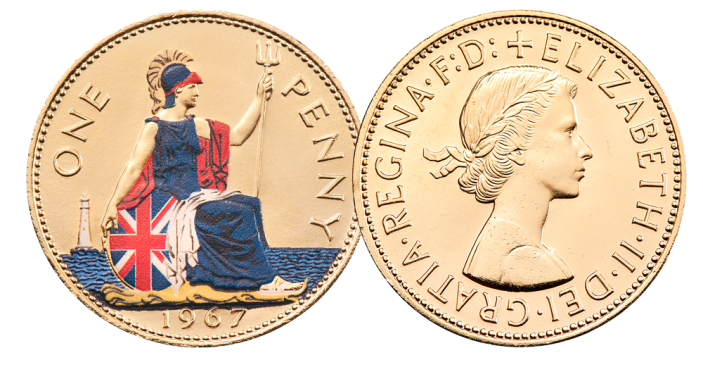 ONE PENNY
1967
+ELIZABETH·II·DEI·GRATIA·REGINA·F:D: